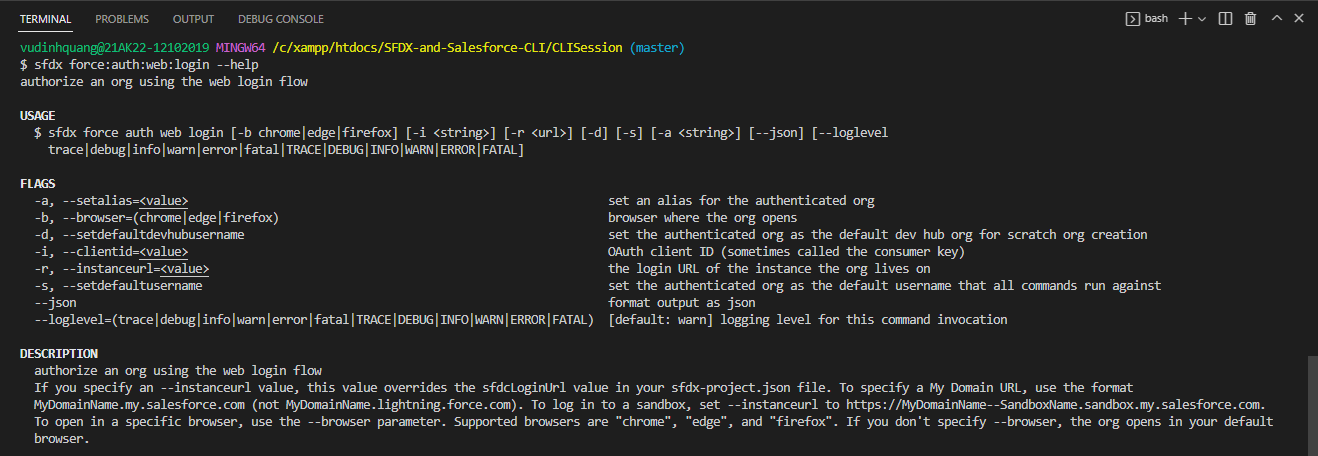 TERMINAL PROBLEMS OUTPUT DEBUG CONSOLE bash
vudinhquang@21AK22-12102019 MINGW64 /c/xampp/htdocs/SFDX-and-Salesforce-CLI/CLISession (master)
$ sfdx force:auth:web:login --help
authorize an org using the web login flow
USAGE
$ sfdx force auth web login [-b chrome|edge|firefox] [-i <string>] [-r <url>] [-d] [-s] [-a <string>] [--json] [--loglevel
trace|debug|info|warn|error|fatal|TRACE|DEBUG|INFO|WARN|ERROR|FATAL]
FLAGS
-a, --setalias=<value> set an alias for the authenticated org
-b, --browser=(chrome|edge|firefox) browser where the org opens
-d, --setdefaultdevhubusername set the authenticated org as the default dev hub org for scratch org creation
-i, --clientid=<value> OAuth client ID (sometimes called the consumer key)
-r, --instanceurl=<value> the login URL of the instance the org lives on
-s, --setdefaultusername set the authenticated org as the default username that all commands run against
--json format output as json
--loglevel=(trace|debug|info|warn|error|fatal|TRACE|DEBUG|INFO|WARN|ERROR|FATAL) [default: warn] logging level for this command invocation
DESCRIPTION
authorize an org using the web login flow
If you specify an --instanceurl value, this value overrides the sfdcLoginUrl value in your sfdx-project.json file. To specify a My Domain URL, use the format
MyDomainName.my.salesforce.com (not MyDomainName.lightning.force.com). To log in to a sandbox, set --instanceurl to https://MyDomainName--SandboxName.sandbox.my.salesforce.com.
To open in a specific browser, use the --browser parameter. Supported browsers are "chrome", "edge", and "firefox". If you don't specify --browser, the org opens in your default
browser.